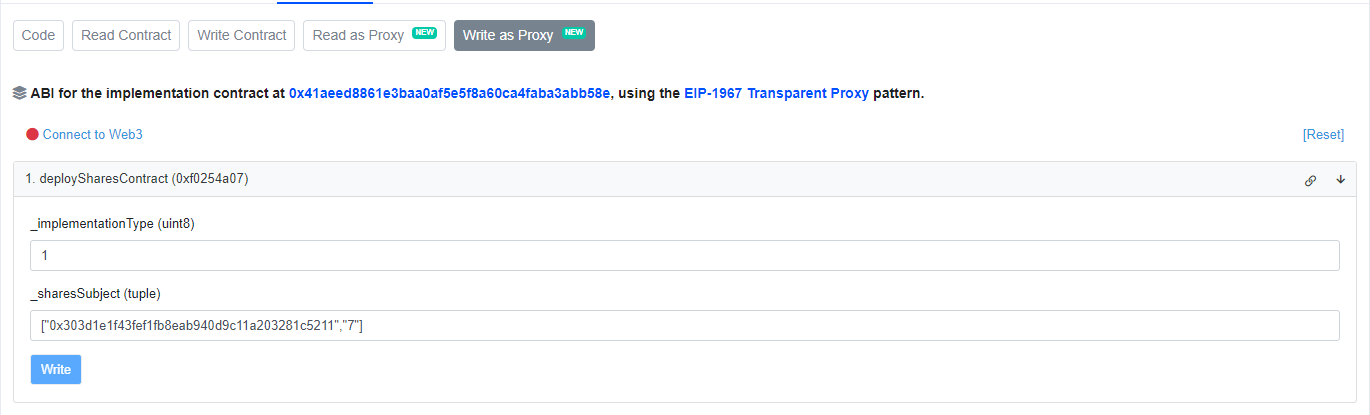 Code Read Contract Write Contract Read as Proxy NEW Write as Proxy NEW
ABI for the implementation contract at 0x41aeed8861e3baa0af5e5f8a60ca4faba3abb58e, using the EIP-1967 Transparent Proxy pattern.
Connect to Web3 [Reset]
1. deploySharesContract (0xf0254a07)
_implementationType (uint8)
1
_sharesSubject (tuple)
["0x303d1e1f43fef1fb8eab940d9c11a203281c5211","7"]
Write